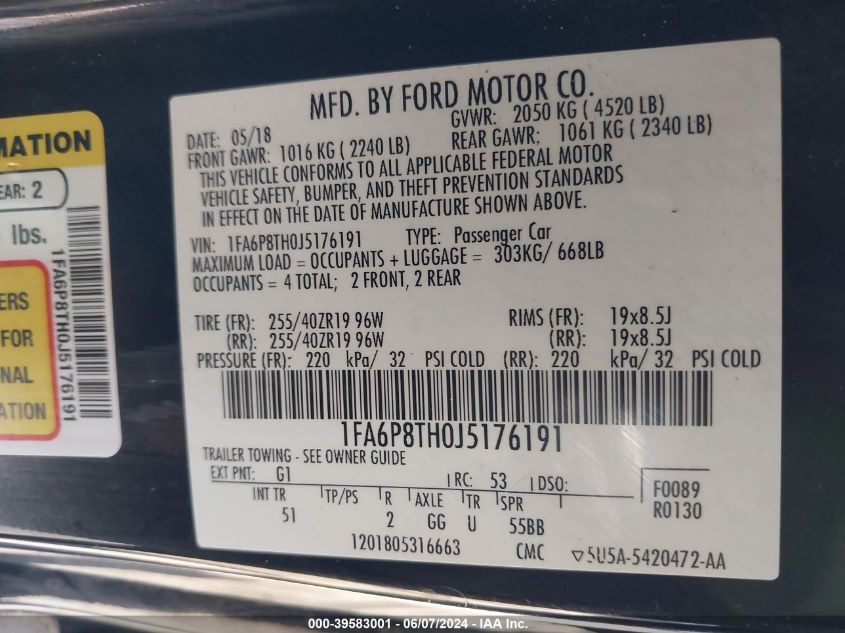 MATION
EAR: 2
lbs.
ERS
FOR
NAL
ATION
1FA6P8TH0J5176191
MFD. BY FORD MOTOR CO.
DATE: 05/18 GVWR: 2050 KG ( 4520 LB)
FRONT GAWR: 1016 KG ( 2240 LB) REAR GAWR: 1061 KG ( 2340 LB)
THIS VEHICLE CONFORMS TO ALL APPLICABLE FEDERAL MOTOR
VEHICLE SAFETY, BUMPER, AND THEFT PREVENTION STANDARDS
IN EFFECT ON THE DATE OF MANUFACTURE SHOWN ABOVE.
VIN: 1FA6P8TH0J5176191 TYPE: Passenger Car
MAXIMUM LOAD = OCCUPANTS + LUGGAGE = 303KG/ 668LB
OCCUPANTS = 4 TOTAL; 2 FRONT, 2 REAR
TIRE (FR): 255/40ZR19 96W RIMS (FR): 19x8.5J
(RR): 255/40ZR19 96W (RR): 19x8.5J
PRESSURE (FR): 220 kPa/ 32 PSI COLD (RR): 220 kPa/ 32 PSI COLD
1FA6P8TH0J5176191
TRAILER TOWING - SEE OWNER GUIDE
EXT PNT: G1 RC: 53 DSO: F0089
INT TR TP/PS R AXLE TR SPR R0130
51 2 GG U 55BB
1201805316663 CMC ▽5U5A-5420472-AA
000-39583001 - 06/07/2024 - IAA Inc.